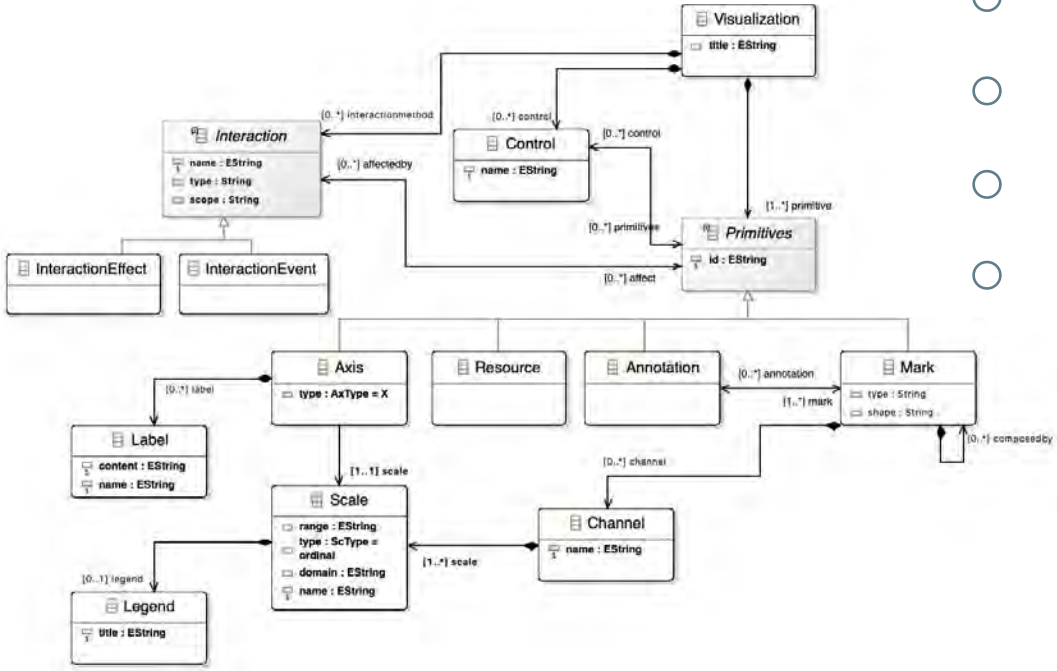 Visualization
title : EString
[0..*] interactionmethod
[0..*] control
Interaction
name : EString
type : String
scope : String
Control
name : EString
[0..*] control
[0..*] affectedby
[1..*] primitive
[0..*] primitives
Primitives
id : EString
[0..*] affect
InteractionEffect
InteractionEvent
Axis
type : AxType = X
Resource
Annotation
Mark
type : String
shape : String
[0..*] annotation
[1..*] mark
[0..*] label
[0..*] composedby
Label
content : EString
name : EString
[1..1] scale
[0..*] channel
Scale
range : EString
type : ScType =
ordinal
domain : EString
name : EString
Channel
name : EString
[1..*] scale
[0..1] legend
Legend
title : EString